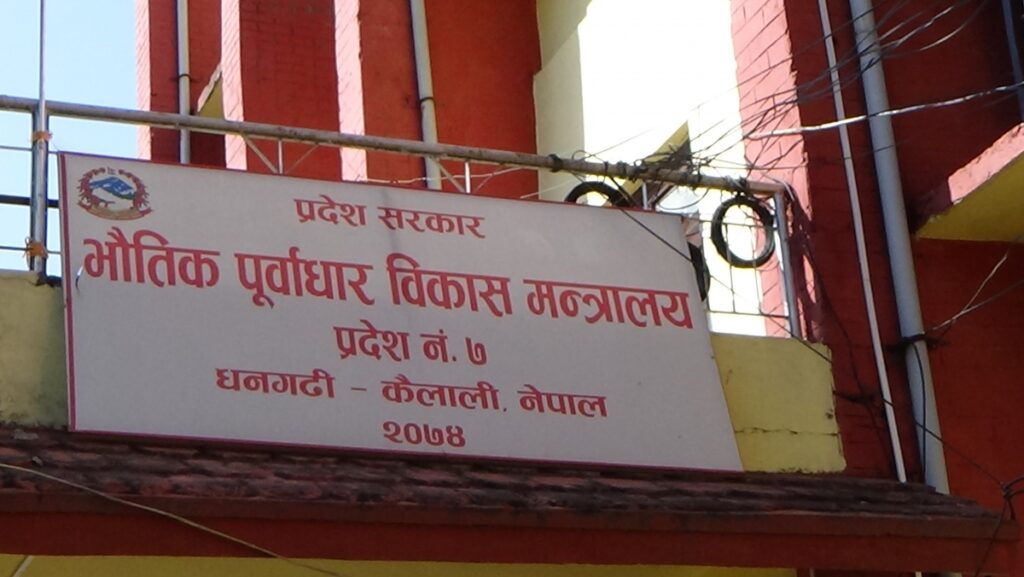 प्रदेश सरकार
भौतिक पूर्वाधार विकास मन्त्रालय
प्रदेश नं. ७
धनगढी - कैलाली, नेपाल
२०७४